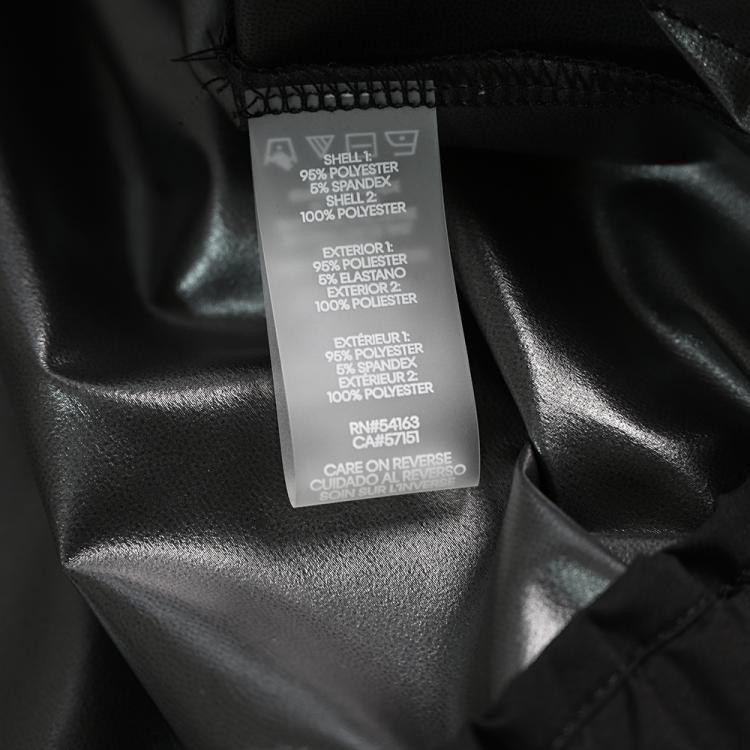 SHELL 1:
95% POLYESTER
5% SPANDEX
SHELL 2:
100% POLYESTER
EXTERIOR 1:
95% POLIESTER
5% ELASTANO
EXTERIOR 2:
100% POLIESTER
EXTÉRIEUR 1:
95% POLYESTER
5% SPANDEX
EXTÉRIEUR 2:
100% POLYESTER
RN#54163
CA#57151
CARE ON REVERSE
CUIDADO AL REVERSO
SOIN SUR L'INVERSE